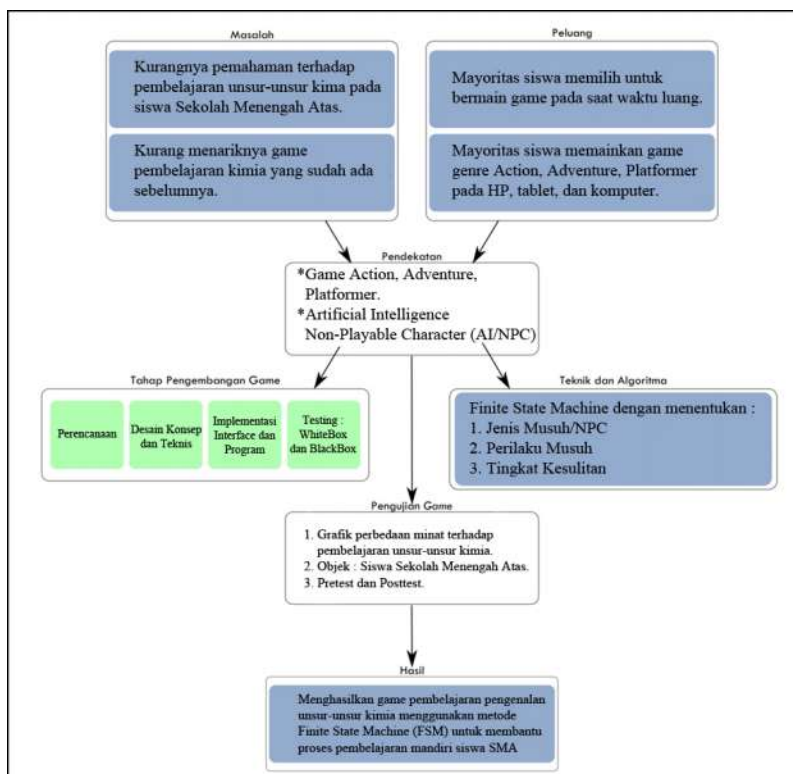 Masalah
Kurangnya pemahaman terhadap
pembelajaran unsur-unsur kima pada
siswa Sekolah Menengah Atas.
Kurang menariknya game
pembelajaran kimia yang sudah ada
sebelumnya.
Peluang
Mayoritas siswa memilih untuk
bermain game pada saat waktu luang.
Mayoritas siswa memainkan game
genre Action, Adventure, Platformer
pada HP, tablet, dan komputer.
Pendekatan
*Game Action, Adventure,
Platformer.
*Artificial Intelligence
Non-Playable Character (AI/NPC)
Tahap Pengembangan Game
Perencanaan
Desain Konsep
dan Teknis
Implementasi
Interface dan
Program
Testing :
WhiteBox
dan BlackBox
Teknik dan Algoritma
Finite State Machine dengan menentukan :
1. Jenis Musuh/NPC
2. Perilaku Musuh
3. Tingkat Kesulitan
Pengujian Game
1. Grafik perbedaan minat terhadap
pembelajaran unsur-unsur kimia.
2. Objek : Siswa Sekolah Menengah Atas.
3. Pretest dan Posttest.
Hasil
Menghasilkan game pembelajaran pengenalan
unsur-unsur kimia menggunakan metode
Finite State Machine (FSM) untuk membantu
proses pembelajaran mandiri siswa SMA